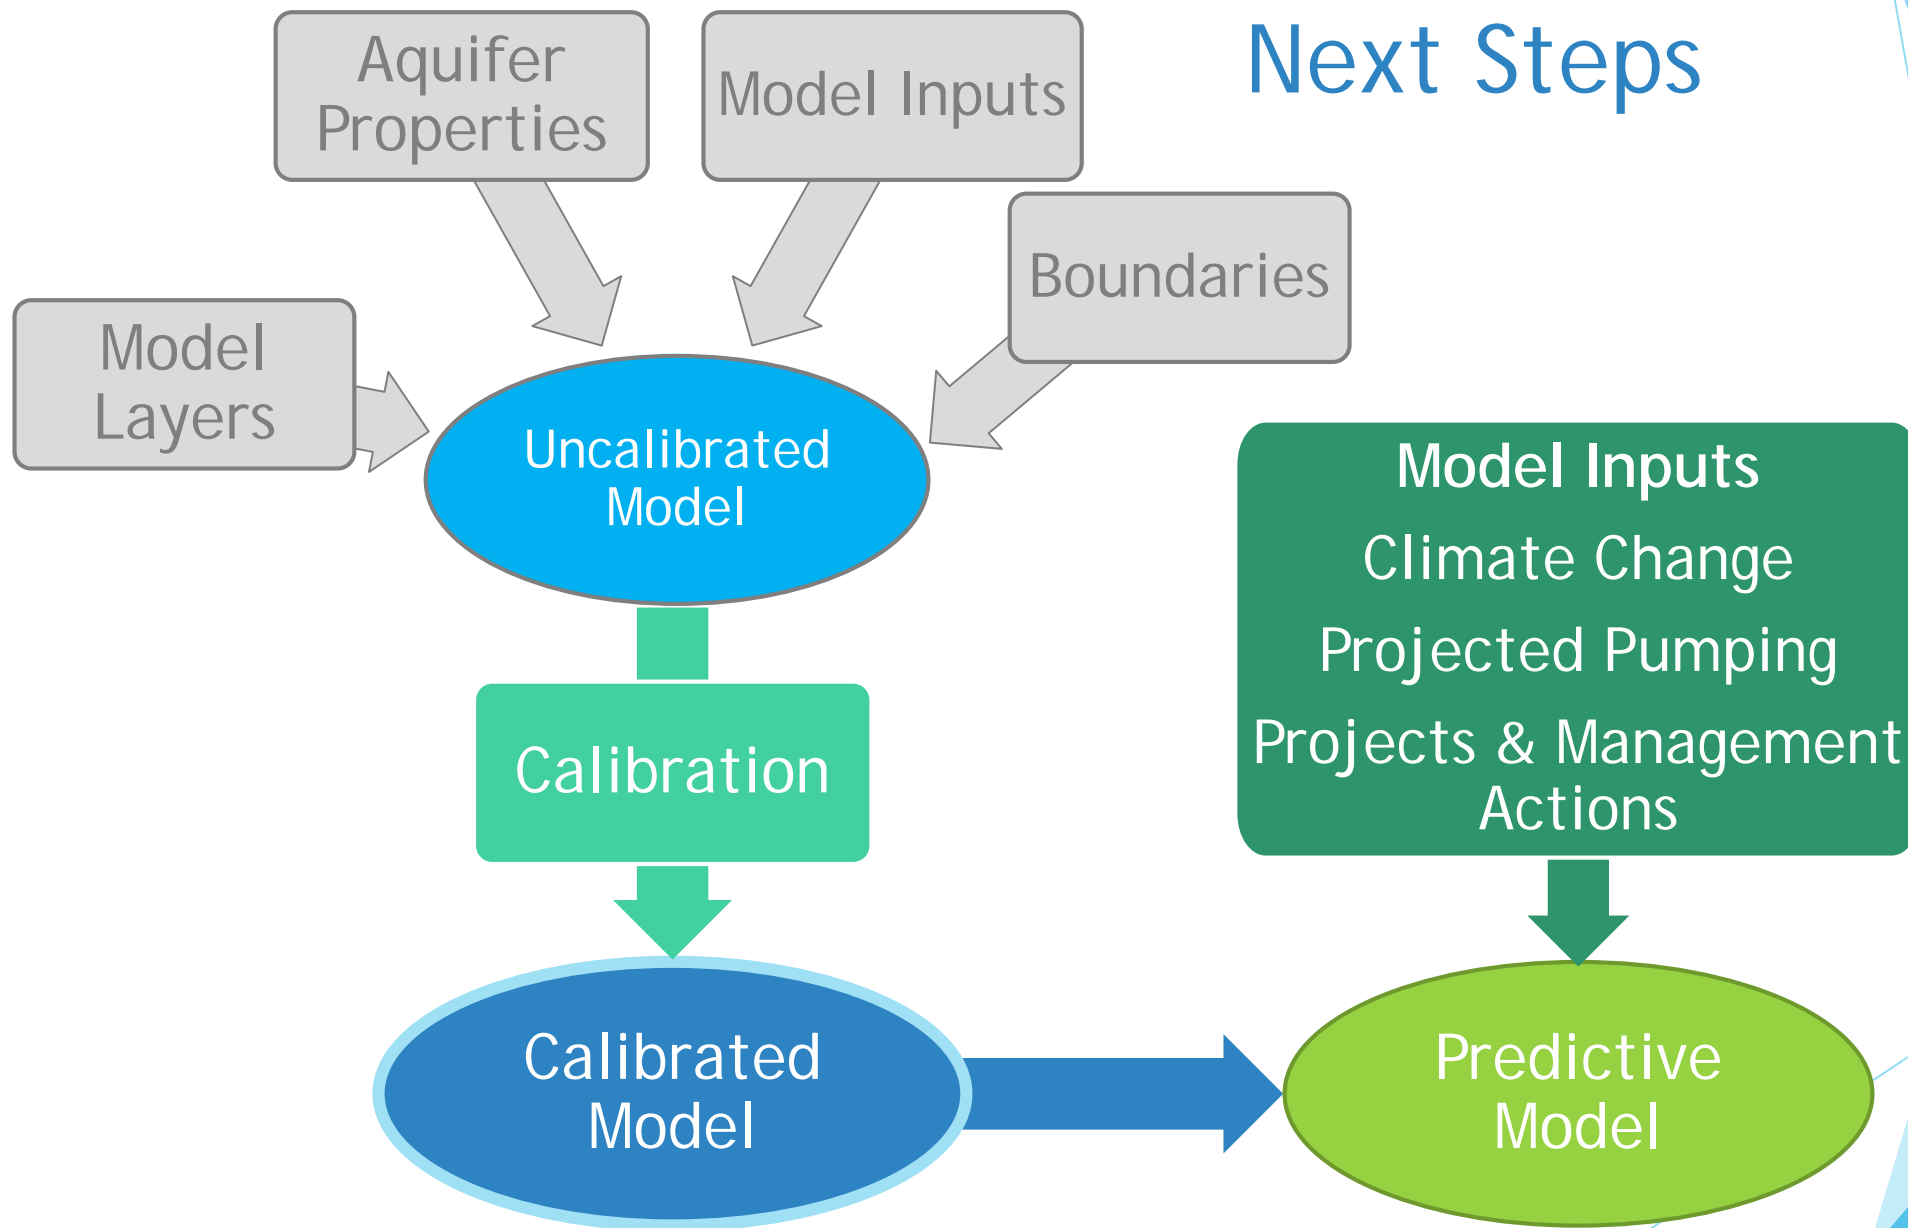 Next Steps
Aquifer
Properties
Model Inputs
Boundaries
Model
Layers
Uncalibrated
Model
Calibration
Calibrated
Model
Model Inputs
Climate Change
Projected Pumping
Projects & Management
Actions
Predictive
Model